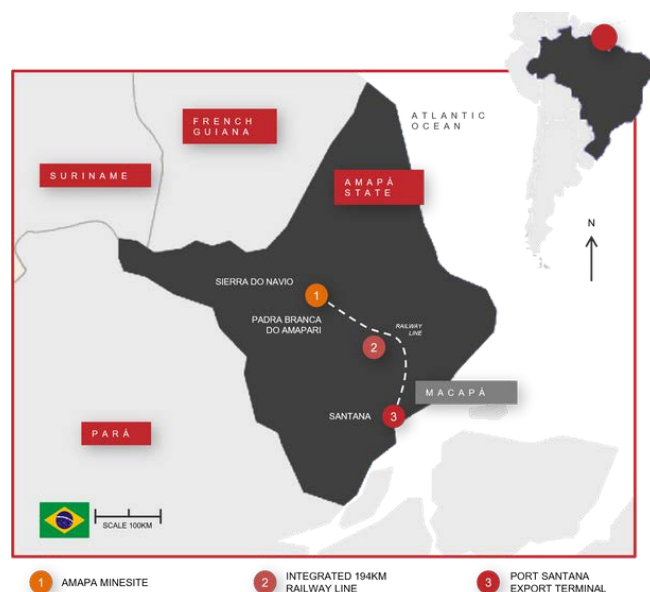 ATLANTIC
OCEAN
FRENCH
GUIANA
SURINAME
AMAPÁ
STATE
N
SIERRA DO NAVIO
1
PADRA BRANCA
DO AMAPARI
RAILWAY
LINE
2
MACAPÁ
SANTANA
3
PARÁ
SCALE 100KM
1 AMAPA MINESITE
2 INTEGRATED 194KM
RAILWAY LINE
3 PORT SANTANA
EXPORT TERMINAL